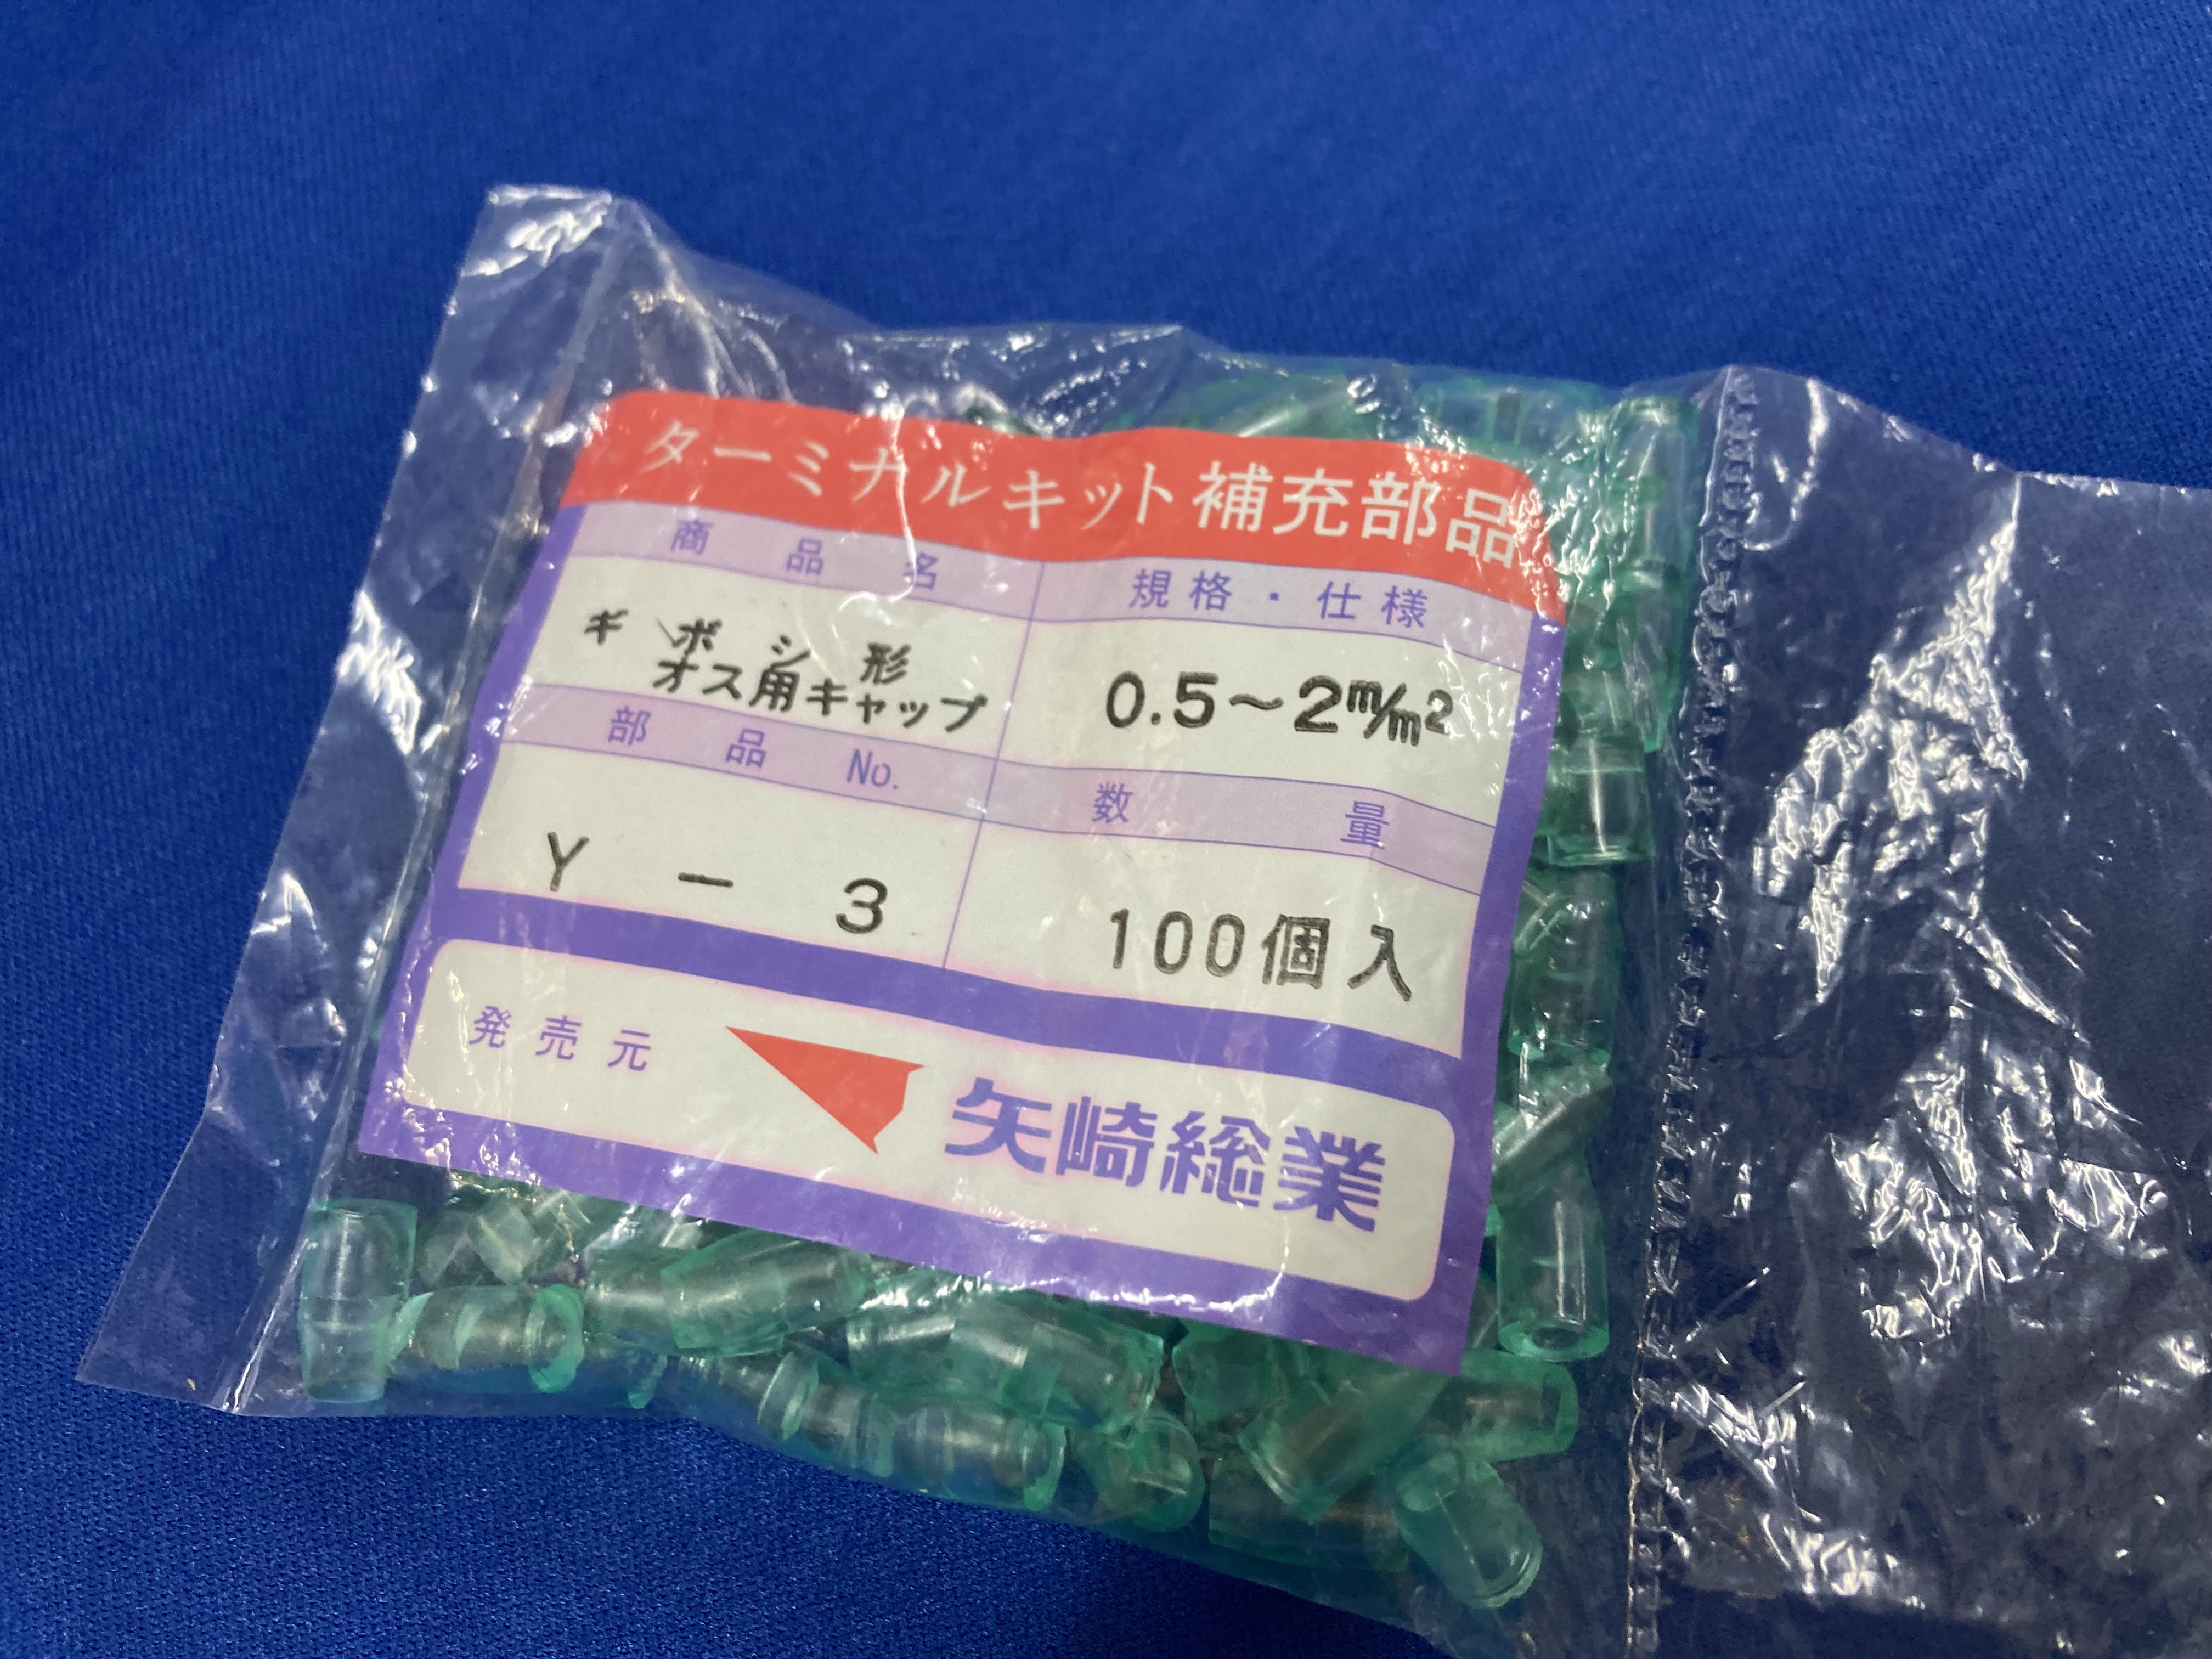 ターミナルキット補充部品
商品名
規格・仕様
ギボシ形
オス用キャップ
0.5～2m/m2
部品No.
数量
Y-3
100個入
発売元
矢崎総業